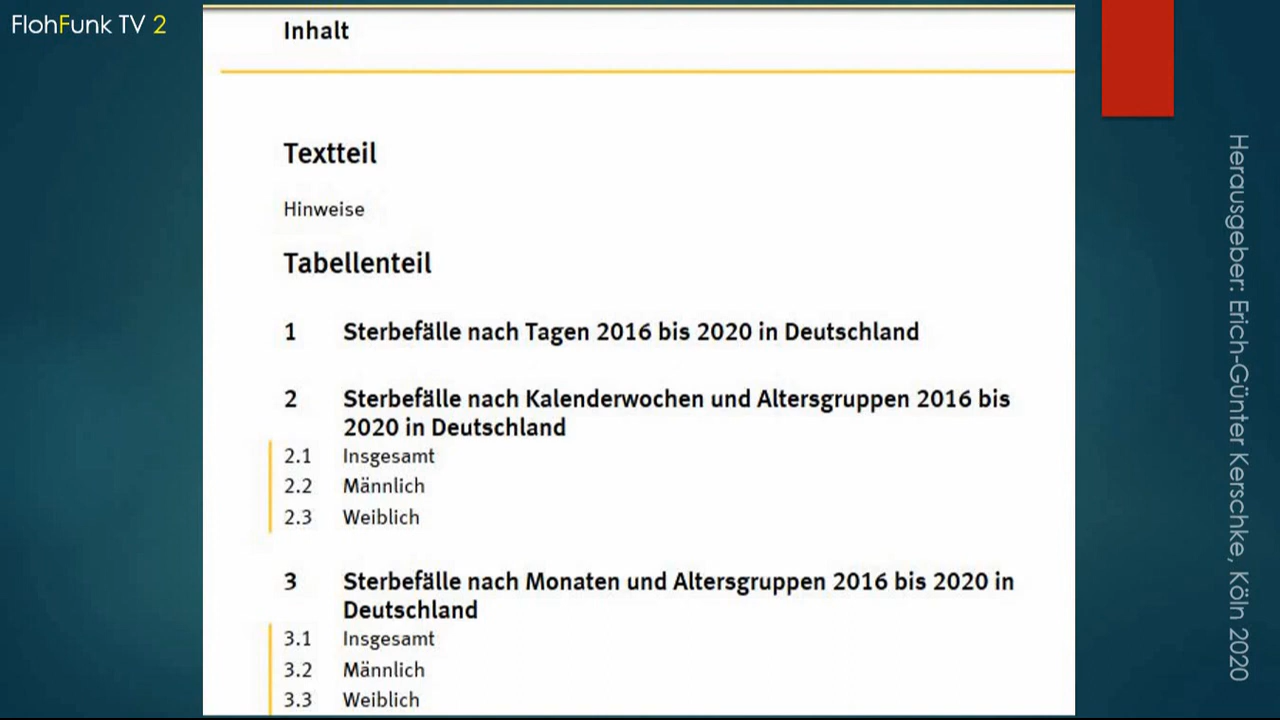 FlohFunk TV 2
Inhalt
Textteil
Hinweise
Tabellenteil
1 Sterbefälle nach Tagen 2016 bis 2020 in Deutschland
2 Sterbefälle nach Kalenderwochen und Altersgruppen 2016 bis
2020 in Deutschland
2.1 Insgesamt
2.2 Männlich
2.3 Weiblich
3 Sterbefälle nach Monaten und Altersgruppen 2016 bis 2020 in
Deutschland
3.1 Insgesamt
3.2 Männlich
3.3 Weiblich
Herausgeber: Erich-Günter Kerschke, Köln 2020